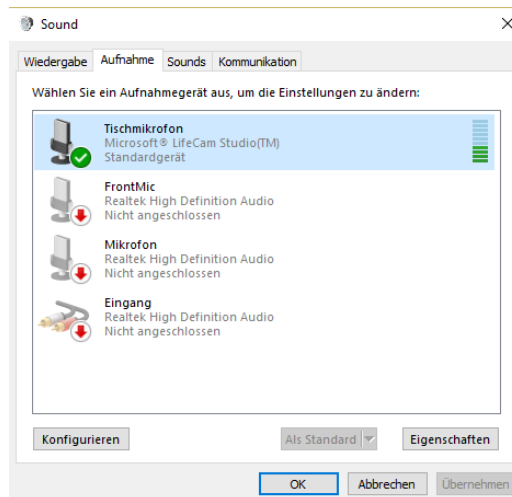 Sound
Wiedergabe Aufnahme Sounds Kommunikation
Wählen Sie ein Aufnahmegerät aus, um die Einstellungen zu ändern:
Tischmikrofon
Microsoft® LifeCam Studio(TM)
Standardgerät
FrontMic
Realtek High Definition Audio
Nicht angeschlossen
Mikrofon
Realtek High Definition Audio
Nicht angeschlossen
Eingang
Realtek High Definition Audio
Nicht angeschlossen
Konfigurieren Als Standard Eigenschaften
OK Abbrechen Übernehmen